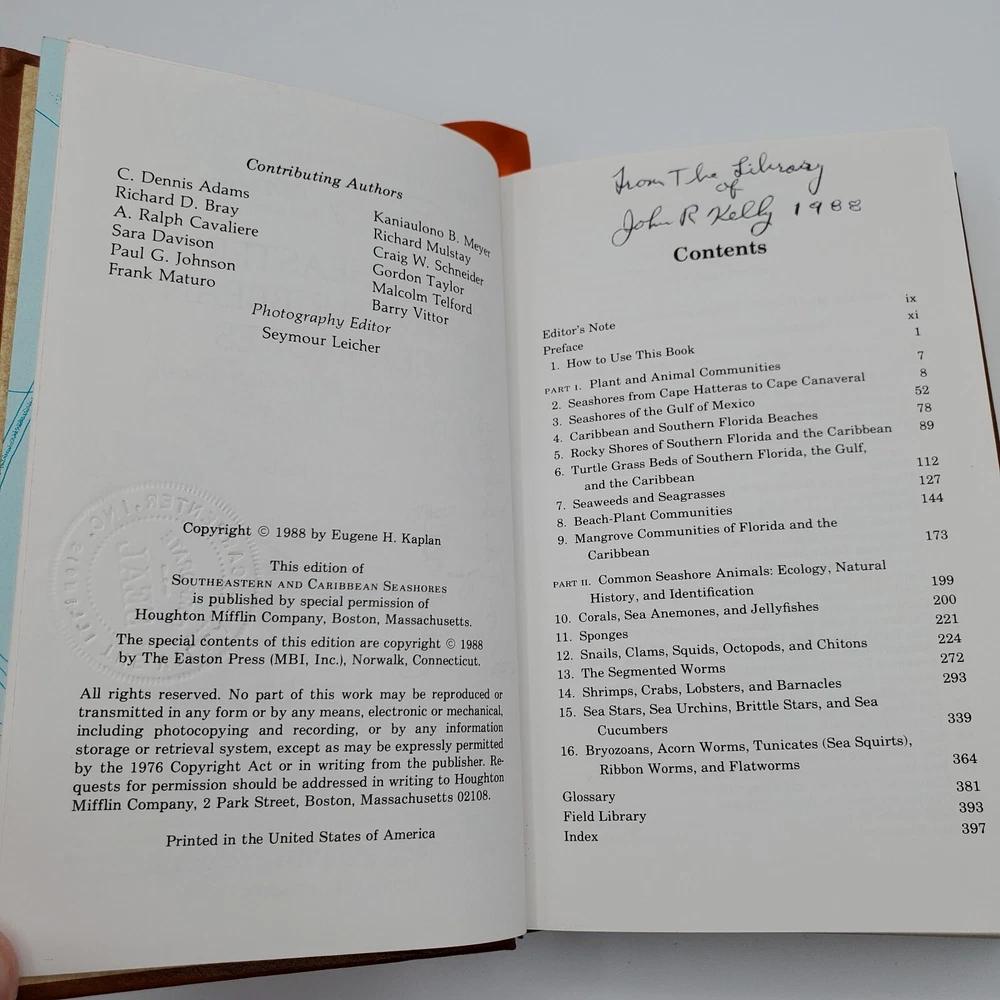 Contributing Authors
C. Dennis Adams
Richard D. Bray
A. Ralph Cavaliere
Sara Davison
Paul G. Johnson
Frank Maturo
Kaniaulono B. Meyer
Richard Mulstay
Craig W. Schneider
Gordon Taylor
Malcolm Telford
Barry Vittor
Photography Editor
Seymour Leicher
Copyright © 1988 by Eugene H. Kaplan
This edition of
SOUTHEASTERN AND CARIBBEAN SEASHORES
is published by special permission of
Houghton Mifflin Company, Boston, Massachusetts.
The special contents of this edition are copyright © 1988
by The Easton Press (MBI, Inc.), Norwalk, Connecticut.
All rights reserved. No part of this work may be reproduced or
transmitted in any form or by any means, electronic or mechanical,
including photocopying and recording, or by any information
storage or retrieval system, except as may be expressly permitted
by the 1976 Copyright Act or in writing from the publisher. Re-
quests for permission should be addressed in writing to Houghton
Mifflin Company, 2 Park Street, Boston, Massachusetts 02108.
Printed in the United States of America
From The Library
of
John R Kelly 1988
Contents
Editor's Note ix
Preface xi
1. How to Use This Book 1
PART I. Plant and Animal Communities 7
2. Seashores from Cape Hatteras to Cape Canaveral 8
3. Seashores of the Gulf of Mexico 52
4. Caribbean and Southern Florida Beaches 78
5. Rocky Shores of Southern Florida and the Caribbean 89
6. Turtle Grass Beds of Southern Florida, the Gulf,
and the Caribbean 112
7. Seaweeds and Seagrasses 127
8. Beach-Plant Communities 144
9. Mangrove Communities of Florida and the
Caribbean 173
PART II. Common Seashore Animals: Ecology, Natural
History, and Identification 199
10. Corals, Sea Anemones, and Jellyfishes 200
11. Sponges 221
12. Snails, Clams, Squids, Octopods, and Chitons 224
13. The Segmented Worms 272
14. Shrimps, Crabs, Lobsters, and Barnacles 293
15. Sea Stars, Sea Urchins, Brittle Stars, and Sea
Cucumbers 339
16. Bryozoans, Acorn Worms, Tunicates (Sea Squirts),
Ribbon Worms, and Flatworms 364
Glossary 381
Field Library 393
Index 397